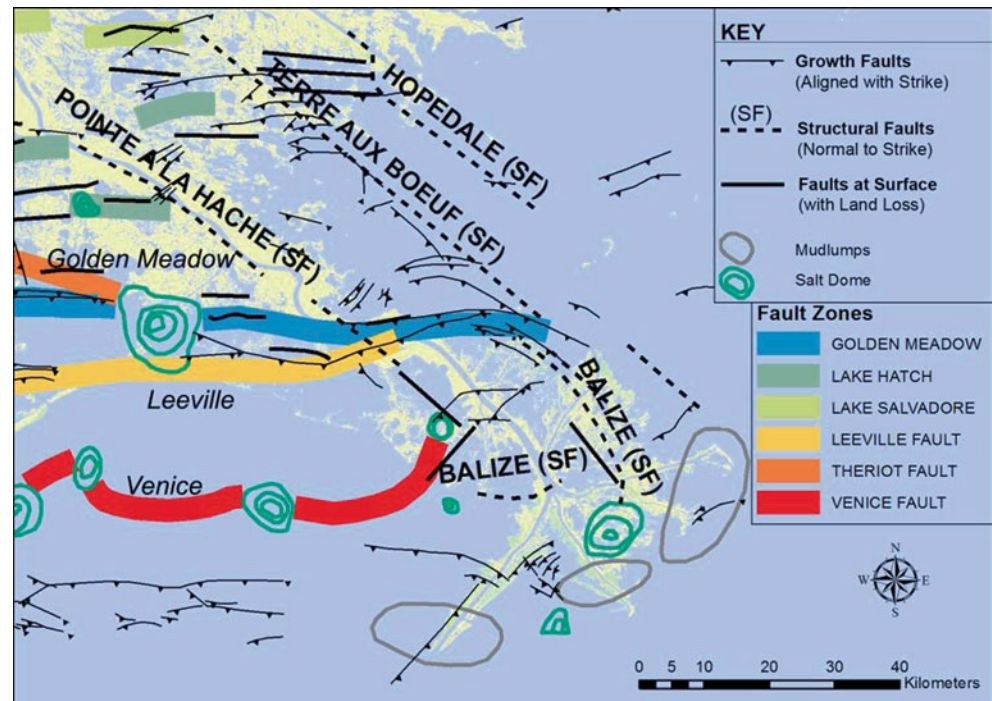 HOPEDALE (SF)
TERRE AUX BOEUF (SF)
POINTE A LA HACHE (SF)
Golden Meadow
Leeville
Venice
BALIZE (SF)
BALIZE (SF)
KEY
Growth Faults
(Aligned with Strike)
(SF)
Structural Faults
(Normal to Strike)
Faults at Surface
(with Land Loss)
Mudlumps
Salt Dome
Fault Zones
GOLDEN MEADOW
LAKE HATCH
LAKE SALVADORE
LEEVILLE FAULT
THERIOT FAULT
VENICE FAULT
N
W E
S
0 5 10 20 30 40
Kilometers